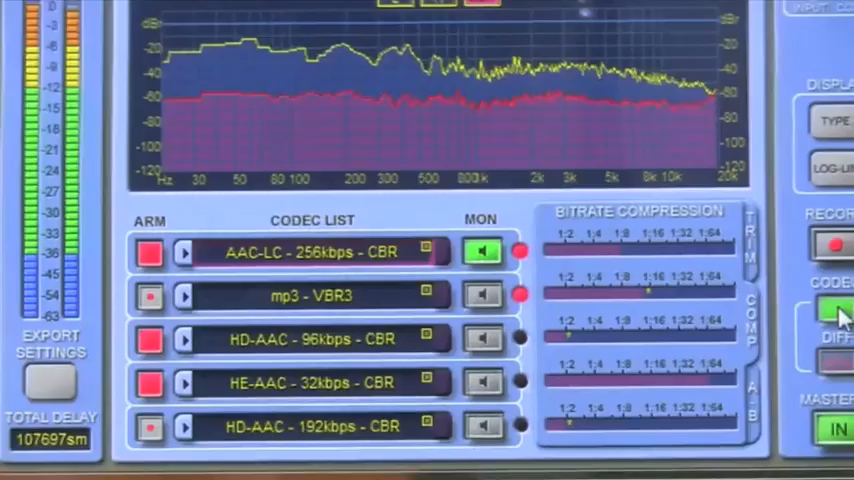 INPUT
0
-3
-6
-9
-12
-15
-18
-21
-24
-27
-30
-33
-36
-45
-54
-63
EXPORT
SETTINGS
TOTAL DELAY
107697sm
dBr
-20
-40
-60
-80
-100
-120
dBr
-20
-40
-60
-80
-120
Hz 30 50 80 100 200 300 500 800 k 2k 3k 5k 8k 10k 20k
ARM CODEC LIST MON
AAC-LC - 256kbps - CBR
mp3 - VBR3
HD-AAC - 96kbps - CBR
HE-AAC - 32kbps - CBR
HD-AAC - 192kbps - CBR
BITRATE COMPRESSION
1:2 1:4 1:8 1:16 1:32 1:64
1:2 1:4 1:8 1:16 1:32 1:64
1:2 1:4 1:8 1:16 1:32 1:64
1:2 1:4 1:8 1:16 1:32 1:64
1:2 1:4 1:8 1:16 1:32 1:64
TRIM
COMP
A-B
DISPLA
TYPE
LOG-LI
RECOR
CODEC
DIFF
MASTER
IN